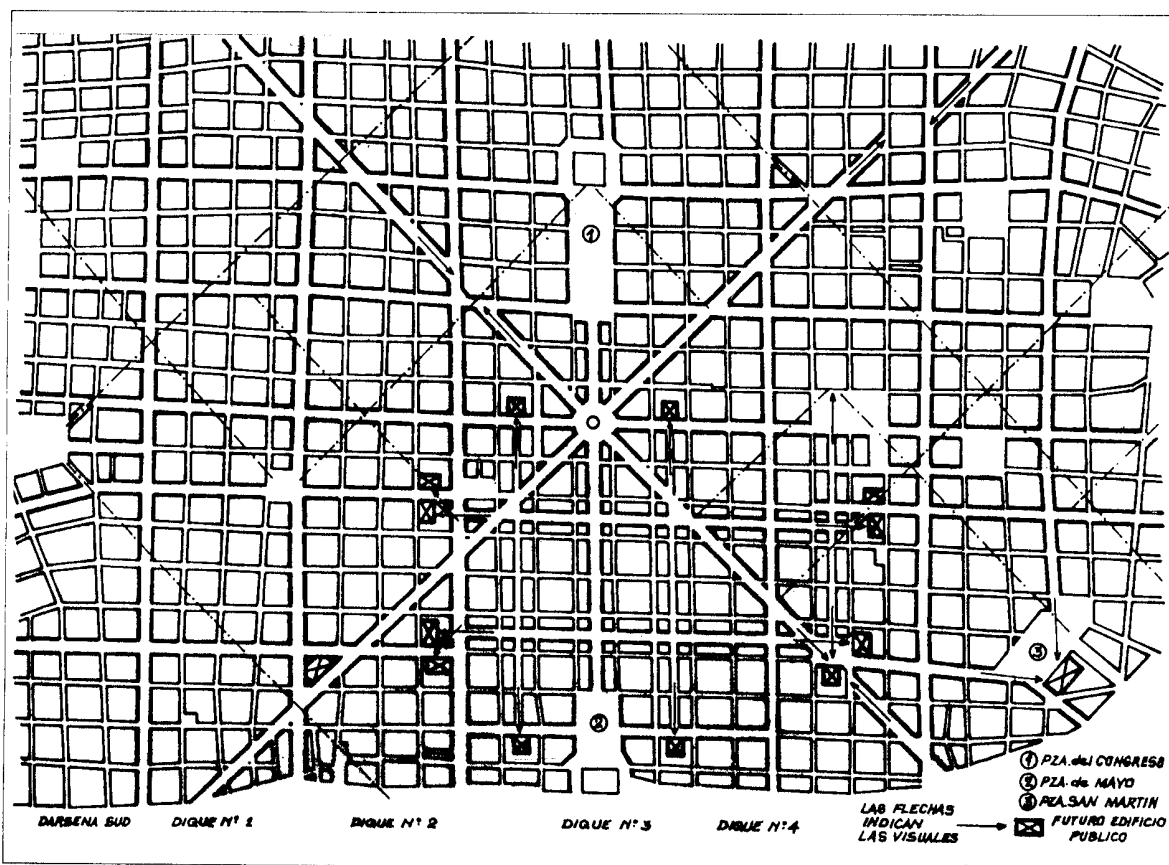 1
2
3
① PZA. del CONGRESO
② PZA. de MAYO
③ PZA. SAN MARTIN
LAS FLECHAS
INDICAN
LAS VISUALES
FUTURO EDIFICIO
PUBLICO
DARSENA SUD DIQUE Nº 1 DIQUE Nº 2 DIQUE Nº 3 DIQUE Nº 4